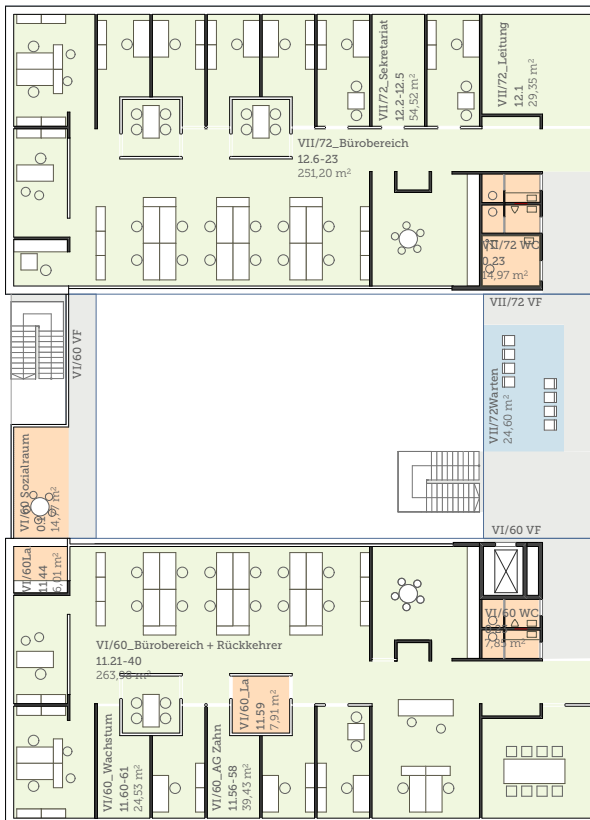 VII/72_Sekretariat
12.2-12.5
54,52 m²
VII/72_Leitung
12.1
29,35 m²
VII/72_Bürobereich
12.6-23
251,20 m²
VII/72 WC
0.23
14,97 m²
VII/72 VF
VI/60 VF
VII/72Warten
24,60 m²
VI/60 Sozialraum
14,77 m²
VI/60 VF
VI/60La
11.44
6,01 m²
VI/60 WC
7,85 m²
VI/60_Bürobereich + Rückkehrer
11.21-40
263,98 m²
VI/60_La
11.59
7,91 m²
VI/60_Wachstum
11.60-61
24,53 m²
VI/60_AG Zahn
11.56-58
39,43 m²